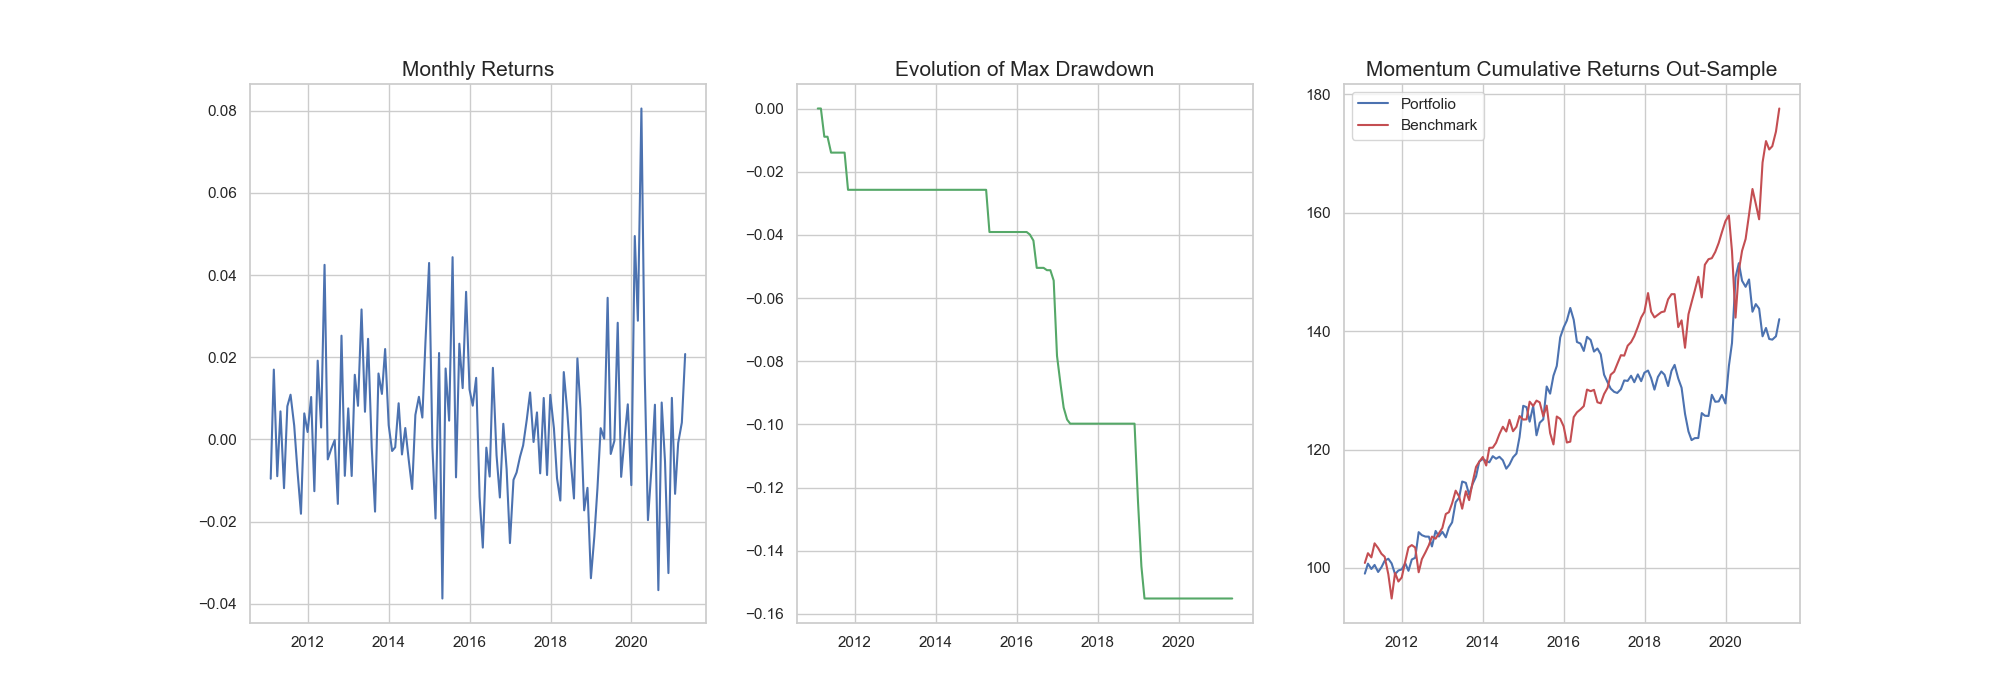 Monthly Returns
0.08
0.06
0.04
0.02
0.00
−0.02
−0.04
2012 2014 2016 2018 2020
Evolution of Max Drawdown
0.00
−0.02
−0.04
−0.06
−0.08
−0.10
−0.12
−0.14
−0.16
2012 2014 2016 2018 2020
Momentum Cumulative Returns Out-Sample
Portfolio
Benchmark
180
160
140
120
100
2012 2014 2016 2018 2020